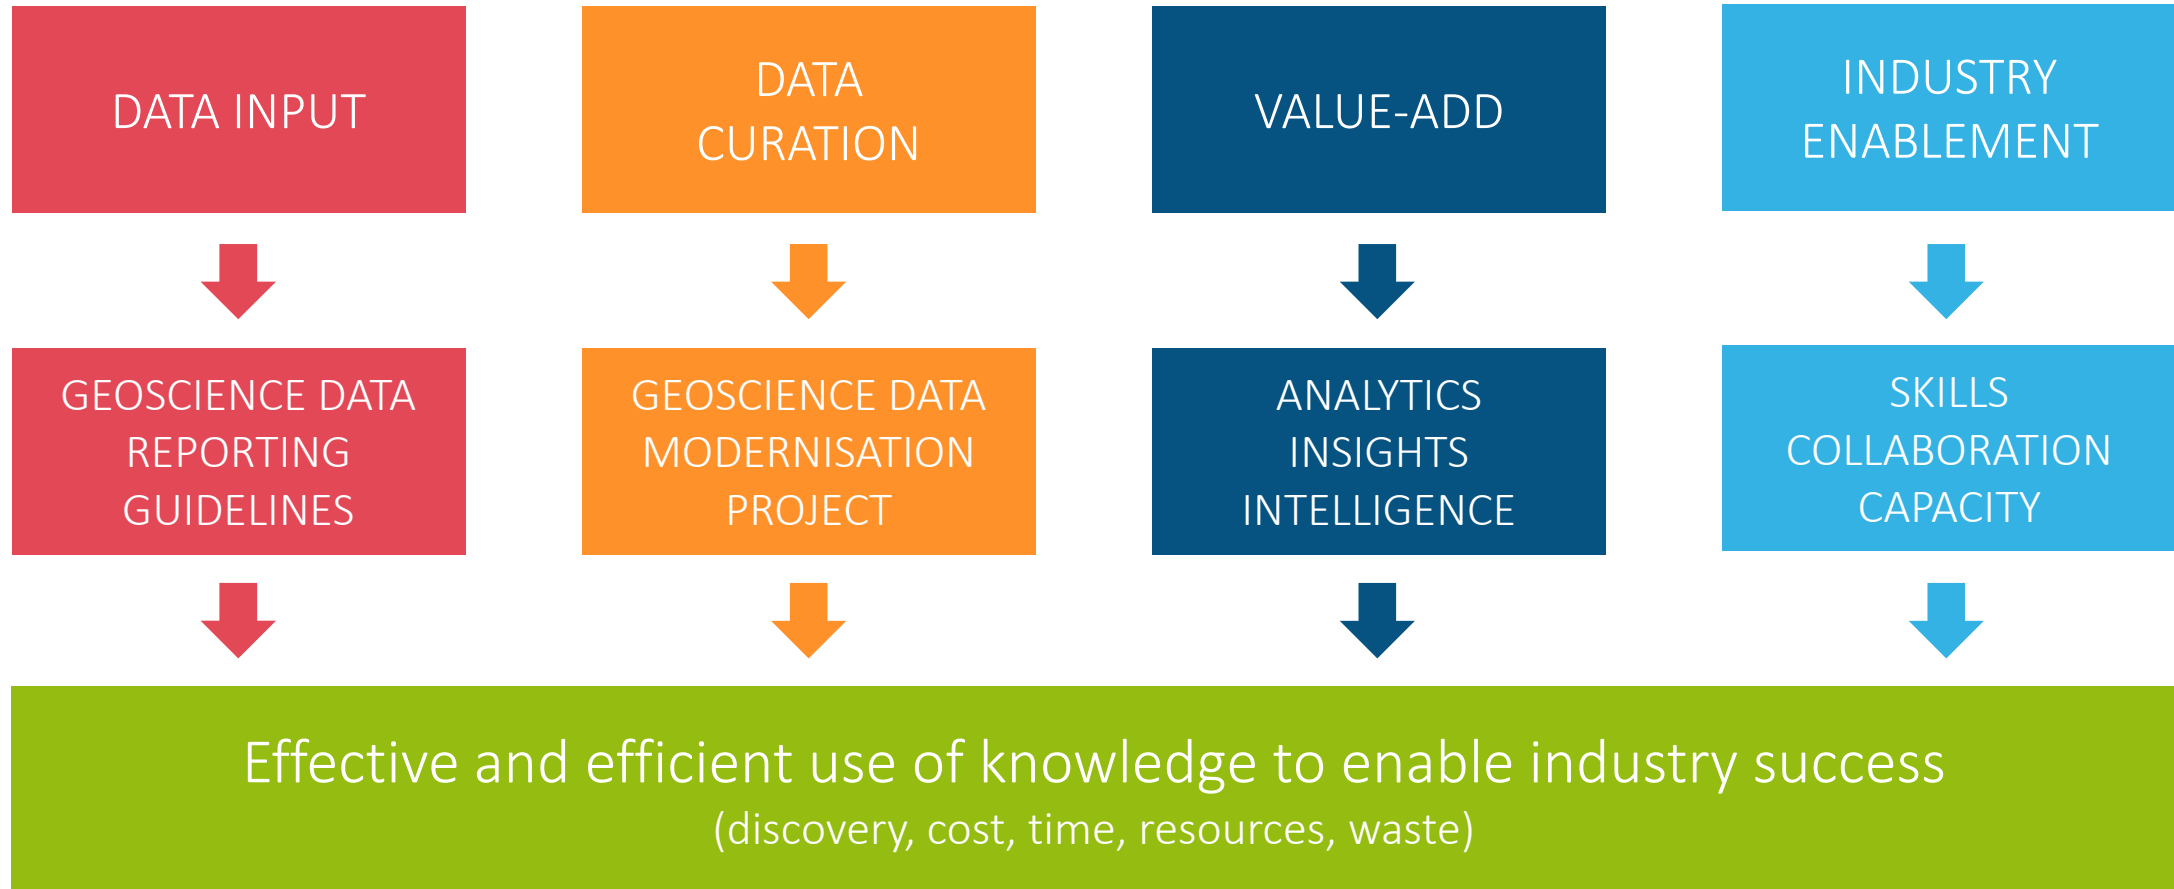 DATA INPUT
DATA
CURATION
VALUE-ADD
INDUSTRY
ENABLEMENT
GEOSCIENCE DATA
REPORTING
GUIDELINES
GEOSCIENCE DATA
MODERNISATION
PROJECT
ANALYTICS
INSIGHTS
INTELLIGENCE
SKILLS
COLLABORATION
CAPACITY
Effective and efficient use of knowledge to enable industry success
(discovery, cost, time, resources, waste)